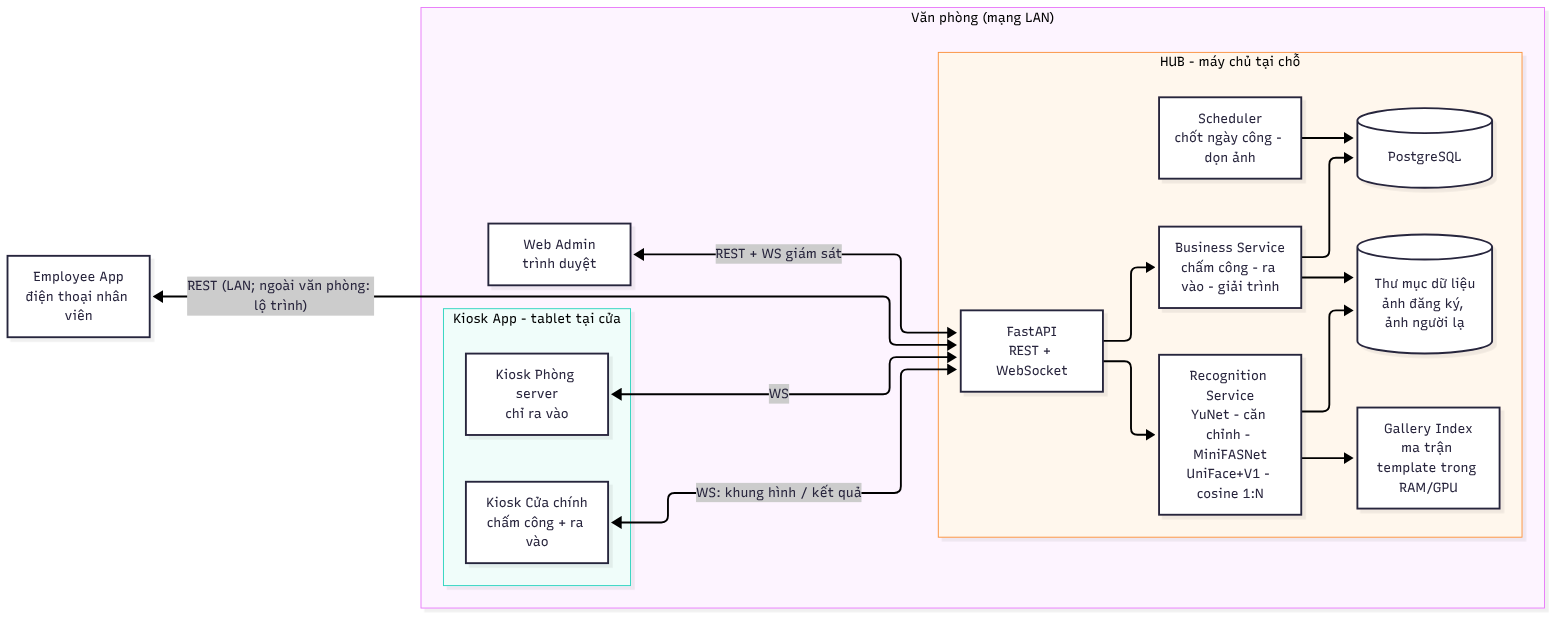 Văn phòng (mạng LAN)
HUB - máy chủ tại chỗ
Scheduler
chốt ngày công -
dọn ảnh
PostgreSQL
Web Admin
trình duyệt
REST + WS giám sát
Business Service
chấm công - ra
vào - giải trình
Thư mục dữ liệu
ảnh đăng ký,
ảnh người lạ
Employee App
điện thoại nhân
viên
REST (LAN; ngoài văn phòng:
lộ trình)
Kiosk App - tablet tại cửa
Kiosk Phòng
server
chỉ ra vào
WS
FastAPI
REST +
WebSocket
Recognition
Service
YuNet - căn
chỉnh -
MiniFASNet
UniFace+V1 -
cosine 1:N
Gallery Index
ma trận
template trong
RAM/GPU
Kiosk Cửa chính
chấm công + ra
vào
WS: khung hình / kết quả